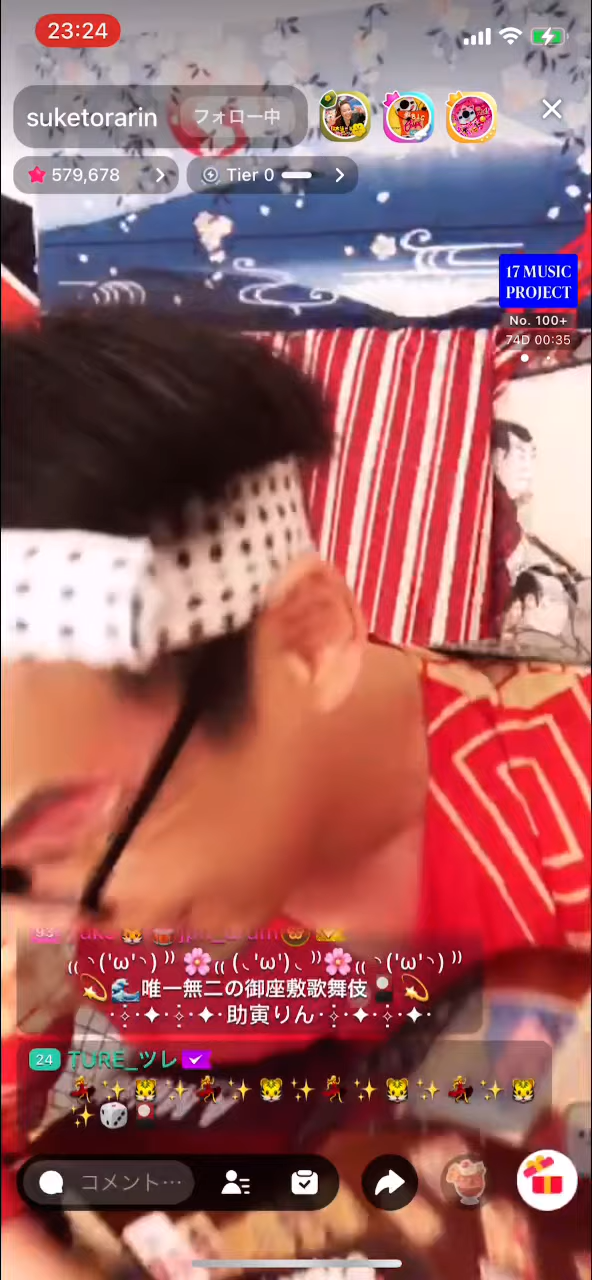 23:24
suketorarin フォロー中
579,678
Tier 0
17 MUSIC
PROJECT
No. 100+
74D 00:35
93
₍₍ ◝('ω'◝) ⁾⁾ 🌸₍₍ (◟'ω')◟ ⁾⁾🌸₍₍ ◝('ω'◝) ⁾⁾
💫🌊唯一無二の御座敷歌舞伎🎴💫
‧✧̣̥̇‧✦‧✧̣̥̇‧✦‧助寅りん‧✧̣̥̇‧✦‧✧̣̥̇‧✦‧
24 TURE_ツレ
💃✨🐯✨💃✨🐯✨💃✨🐯✨💃✨🐯
✨🎲🎴
コメント…